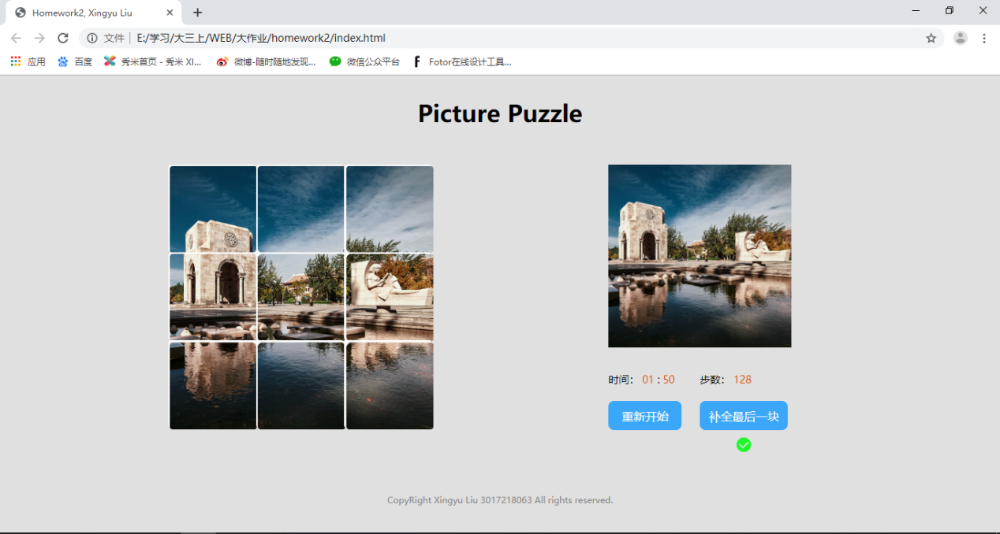 Homework2, Xingyu Liu
文件 | E:/学习/大三上/WEB/大作业/homework2/index.html
应用 百度 秀米首页 - 秀米 XI... 微博-随时随地发现... 微信公众平台 Fotor在线设计工具...
Picture Puzzle
时间： 01 : 50 步数： 128
重新开始 补全最后一块
CopyRight Xingyu Liu 3017218063 All rights reserved.